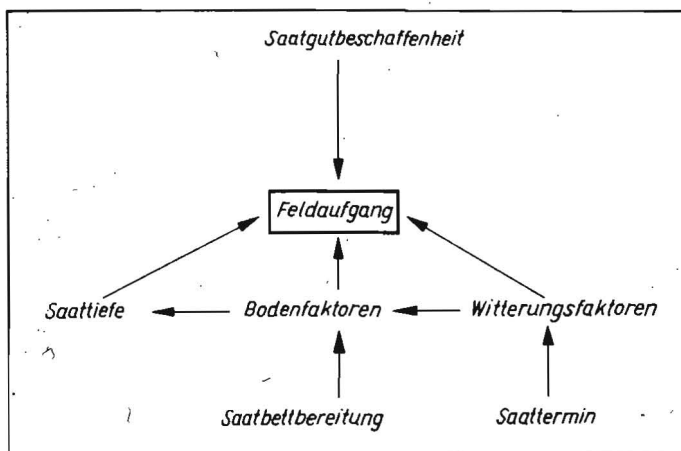 Saatgutbeschaffenheit
Feldaufgang
Saattiefe Bodenfaktoren Witterungsfaktoren
Saatbettbereitung Saattermin